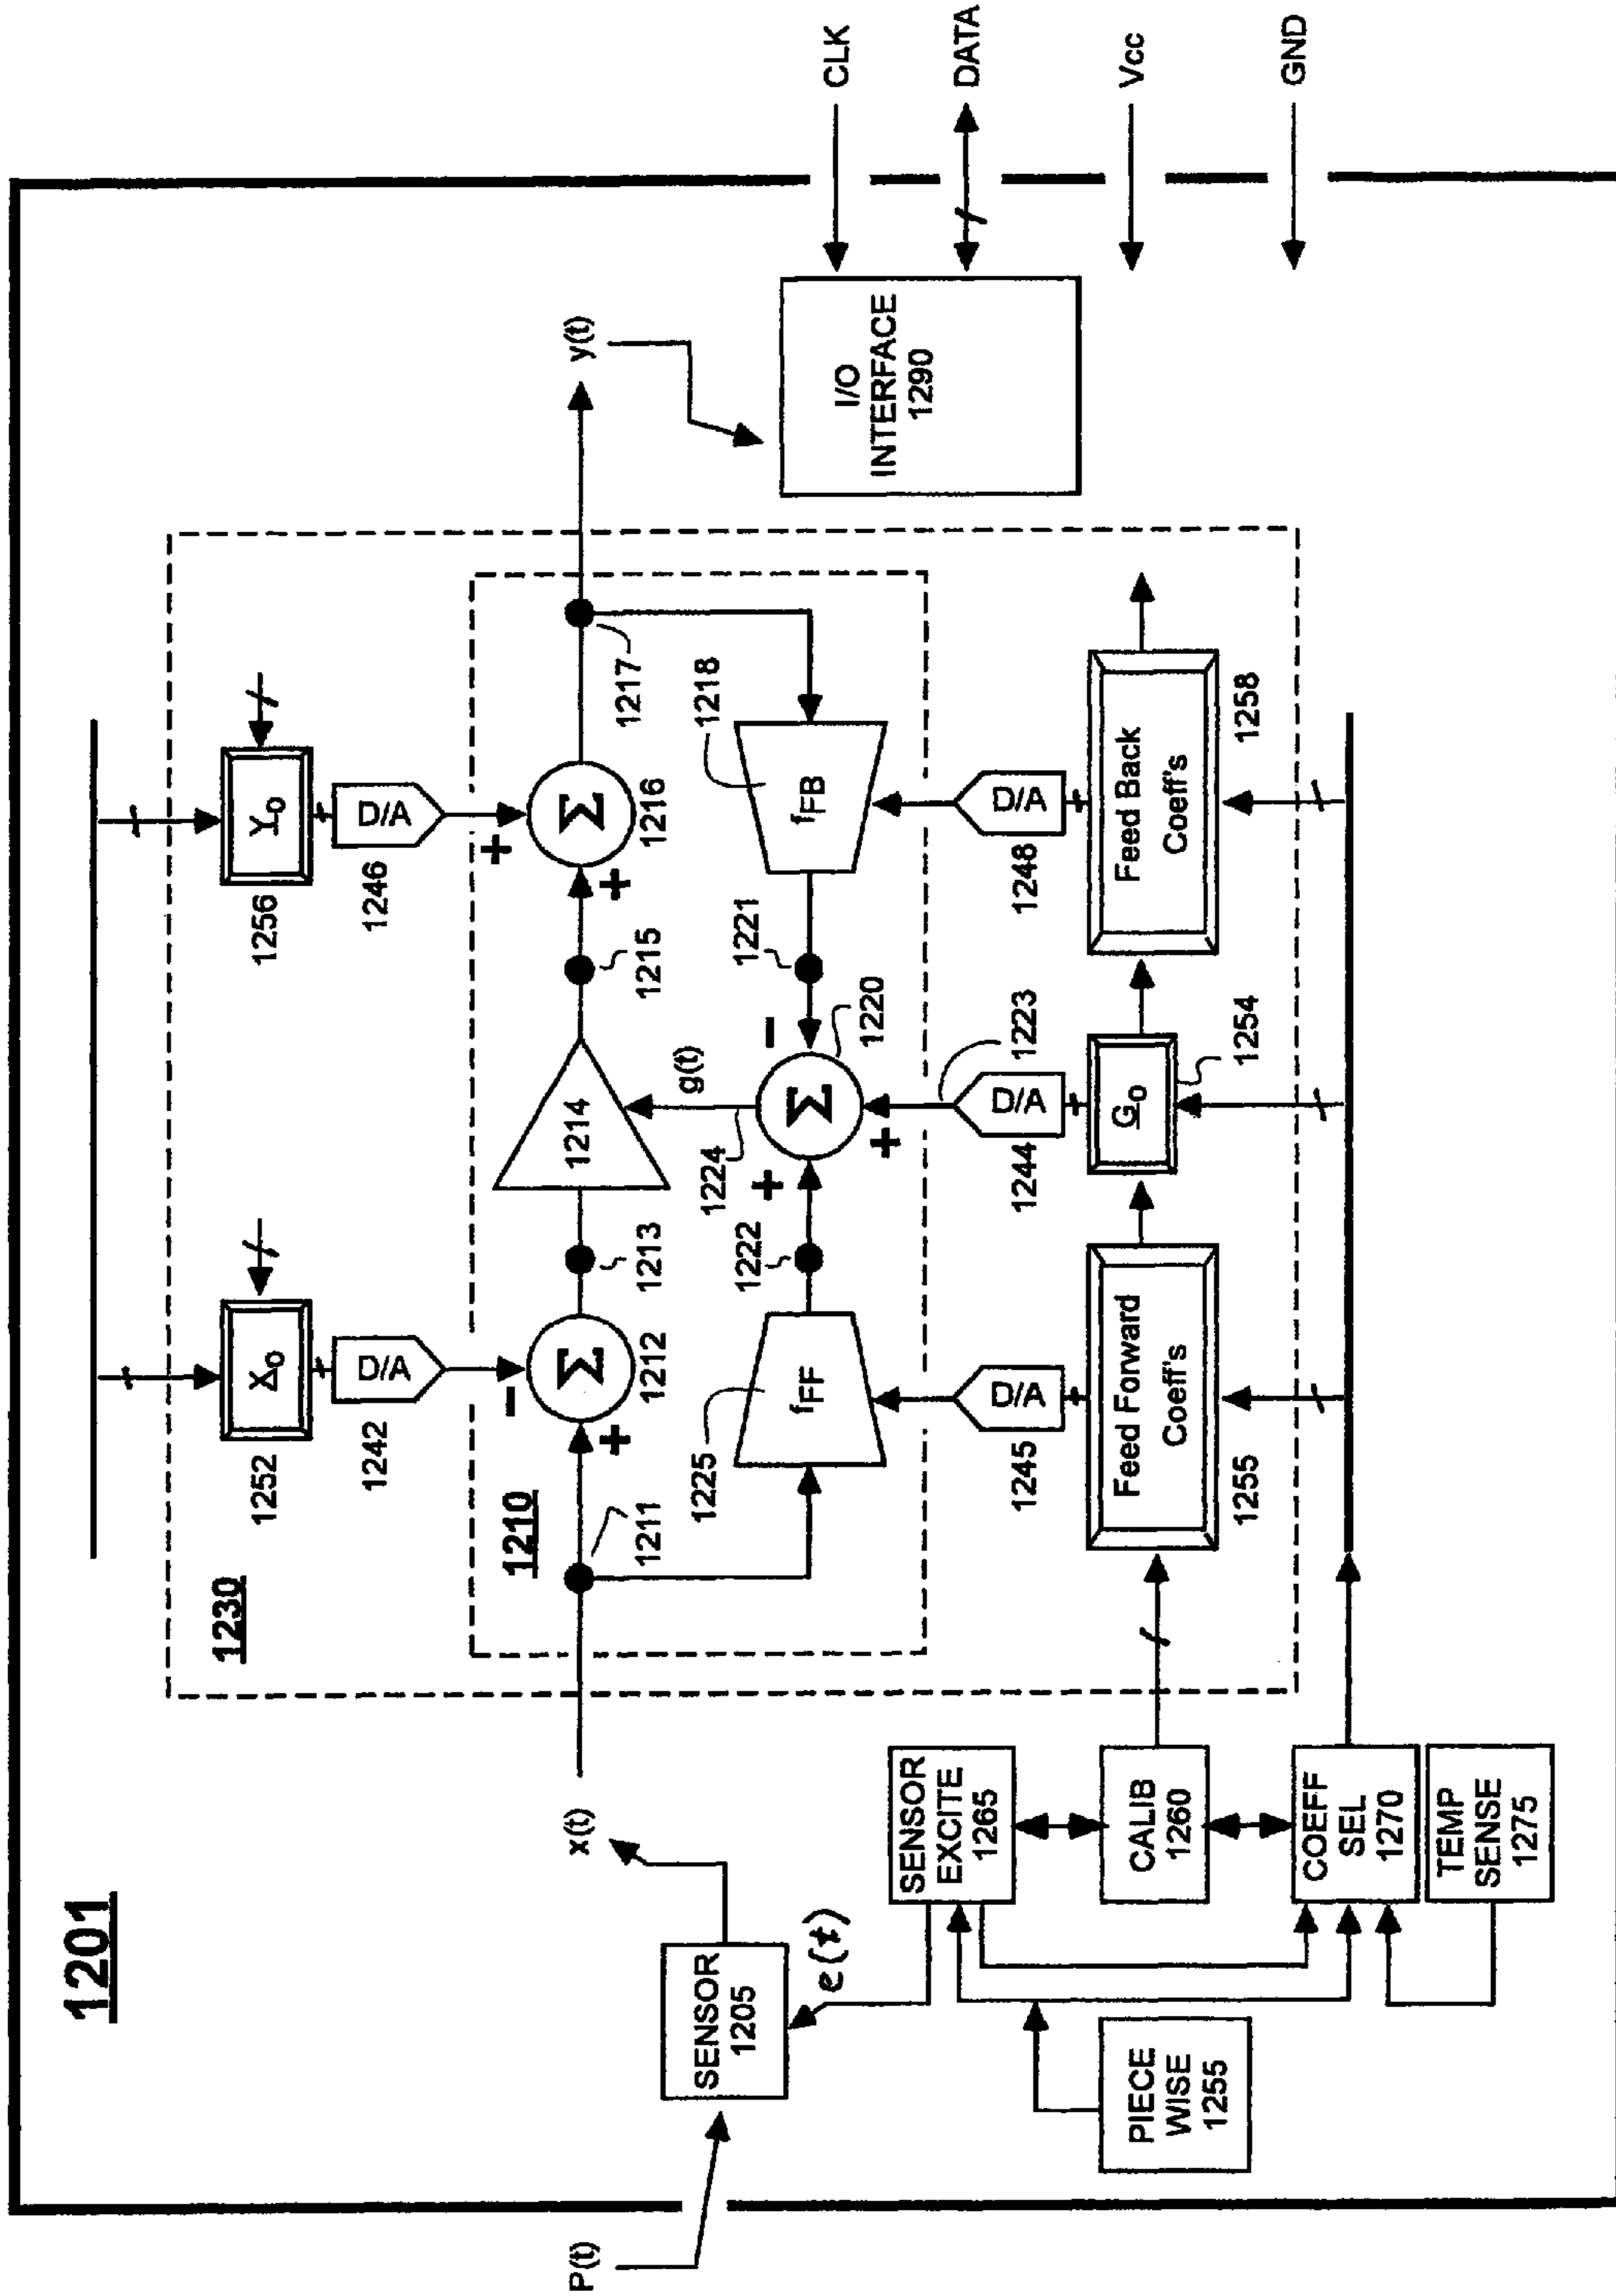 1201
P(t)
SENSOR
1205
e(t)
x(t)
PIECE
WISE
1255
SENSOR
EXCITE
1265
CALIB
1260
COEFF
SEL
1270
TEMP
SENSE
1275
1230
1252
X₀
1242
D/A
1256
Y₀
1246
D/A
1210
1211
+
−
Σ
1212
1213
1214
1215
+
+
Σ
1216
1217
y(t)
1225
fFF
1222
+
1224
g(t)
Σ
−
+
1220
1221
1218
fFB
1223
1245
D/A
1244
D/A
1248
D/A
Feed Forward
Coeff's
1255
G₀
1254
Feed Back
Coeff's
1258
I/O
INTERFACE
1290
CLK
DATA
Vcc
GND